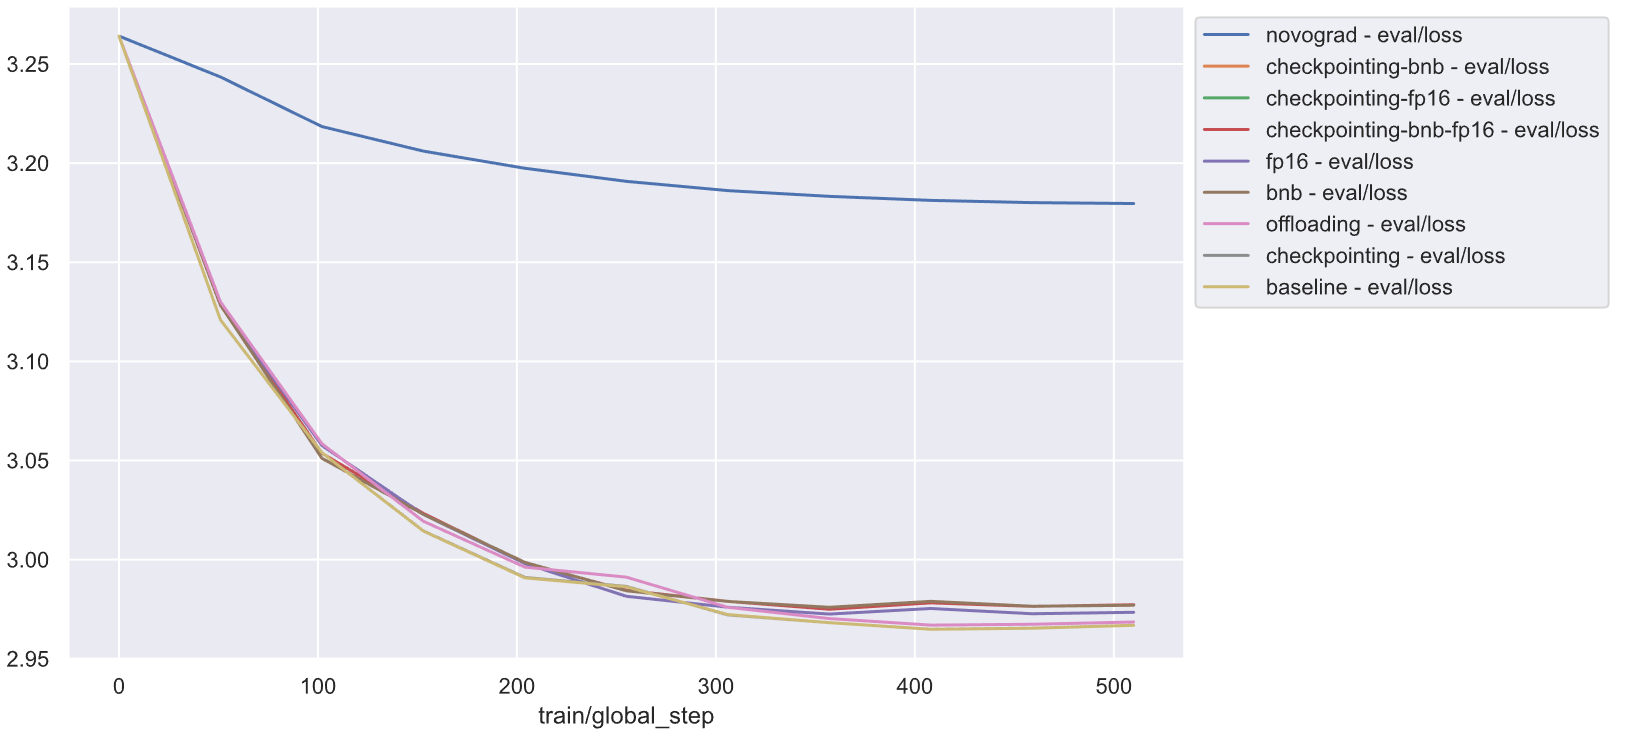 3.25
3.20
3.15
3.10
3.05
3.00
2.95
0 100 200 300 400 500
train/global_step
novograd - eval/loss
checkpointing-bnb - eval/loss
checkpointing-fp16 - eval/loss
checkpointing-bnb-fp16 - eval/loss
fp16 - eval/loss
bnb - eval/loss
offloading - eval/loss
checkpointing - eval/loss
baseline - eval/loss